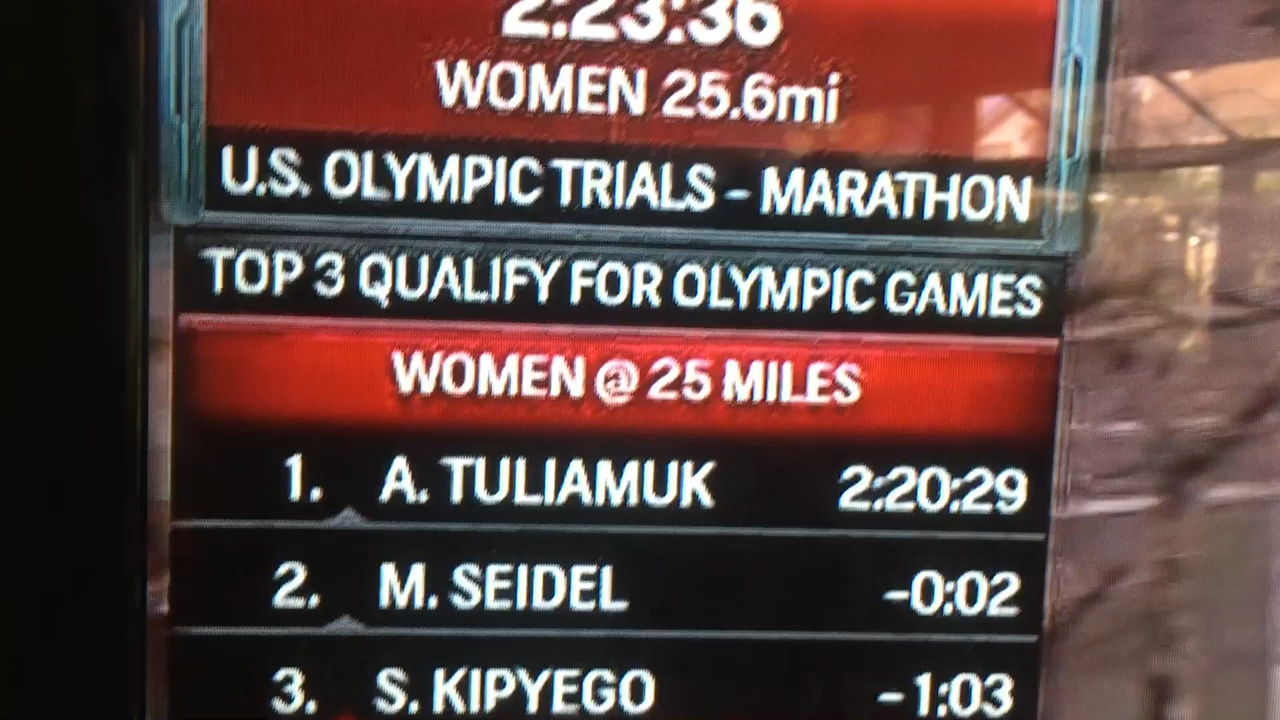 2:23:36
WOMEN 25.6mi
U.S. OLYMPIC TRIALS - MARATHON
TOP 3 QUALIFY FOR OLYMPIC GAMES
WOMEN @ 25 MILES
1. A. TULIAMUK 2:20:29
2. M. SEIDEL -0:02
3. S. KIPYEGO -1:03